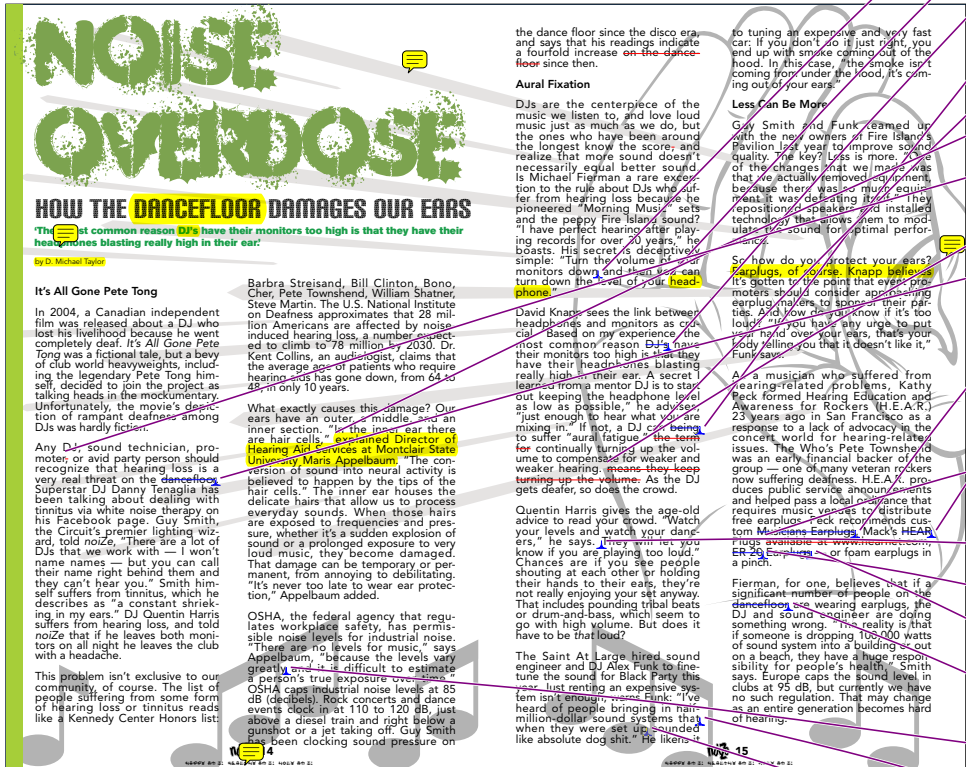 NOISE
OVERDOSE
HOW THE DANCEFLOOR DAMAGES OUR EARS
'The most common reason DJ's have their monitors too high is that they have their
headphones blasting really high in their ear.'
by D. Michael Taylor
It's All Gone Pete Tong
In 2004, a Canadian independent
film was released about a DJ who
lost his livelihood because he went
completely deaf. It's All Gone Pete
Tong was a fictional tale, but a bevy
of club world heavyweights, includ-
ing the legendary Pete Tong him-
self, decided to join the project as
talking heads in the mockumentary.
Unfortunately, the movie's depic-
tion of rampant deafness among
DJs was hardly fiction.
Any DJ, sound technician, pro-
moter, or avid party person should
recognize that hearing loss is a
very real threat on the dancefloor.
Superstar DJ Danny Tenaglia has
been talking about dealing with
tinnitus via white noise therapy on
his Facebook page. Guy Smith,
the Circuit's premier lighting wiz-
ard, told noiZe, "There are a lot of
DJs that we work with — I won't
name names — but you can call
their name right behind them and
they can't hear you." Smith him-
self suffers from tinnitus, which he
describes as "a constant shriek-
ing in my ears." DJ Quentin Harris
suffers from hearing loss, and told
noiZe that if he leaves both moni-
tors on all night he leaves the club
with a headache.
This problem isn't exclusive to our
community, of course. The list of
people suffering from some form
of hearing loss or tinnitus reads
like a Kennedy Center Honors list:
Barbra Streisand, Bill Clinton, Bono,
Cher, Pete Townshend, William Shatner,
Steve Martin. The U.S. National Institute
on Deafness approximates that 28 mil-
lion Americans are affected by noise-
induced hearing loss, a number expect-
ed to climb to 78 million by 2030. Dr.
Kent Collins, an audiologist, claims that
the average age of patients who require
hearing aids has gone down, from 64 to
48, in only 10 years.
What exactly causes this damage? Our
ears have an outer, a middle, and an
inner section. "In the inner ear there
are hair cells," explained Director of
Hearing Aid Services at Montclair State
University Maris Appelbaum. "The con-
version of sound into neural activity is
believed to happen by the tips of the
hair cells." The inner ear houses the
delicate hairs that allow us to process
everyday sounds. When those hairs
are exposed to frequencies and pres-
sure, whether it's a sudden explosion of
sound or a prolonged exposure to very
loud music, they become damaged.
That damage can be temporary or per-
manent, from annoying to debilitating.
"It's never too late to wear ear protec-
tion," Appelbaum added.
OSHA, the federal agency that regu-
lates workplace safety, has permis-
sible noise levels for industrial noise.
"There are no levels for music," says
Appelbaum, "because the levels vary
greatly and it is difficult to estimate
a person's true exposure over time."
OSHA caps industrial noise levels at 85
dB (decibels). Rock concerts and dance
events clock in at 110 to 120 dB, just
above a diesel train and right below a
gunshot or a jet taking off. Guy Smith
has been clocking sound pressure on
14
the dance floor since the disco era,
and says that his readings indicate
a fourfold increase on the dance-
floor since then.
Aural Fixation
DJs are the centerpiece of the
music we listen to, and love loud
music just as much as we do, but
the ones who have been around
the longest know the score, and
realize that more sound doesn't
necessarily equal better sound.
Is Michael Fierman a rare excep-
tion to the rule about DJs who suf-
fer from hearing loss because he
pioneered "Morning Music" sets
and the peppy Fire Island sound?
"I have perfect hearing after play-
ing records for over 30 years," he
boasts. His secret is deceptively
simple: "Turn the volume of your
monitors down and then you can
turn down the level of your head-
phone."
David Knapp sees the link between
headphones and monitors as cru-
cial. "Based on my experience, the
most common reason DJ's have
their monitors too high is that they
have their headphones blasting
really high in their ear. A secret I
learned from a mentor DJ is to start
out keeping the headphone level
as low as possible," he advises,
"just enough to hear what you are
mixing in." If not, a DJ can being
to suffer "aural fatigue," the term
for continually turning up the vol-
ume to compensate for weaker and
weaker hearing. means they keep
turning up the volume. As the DJ
gets deafer, so does the crowd.
Quentin Harris gives the age-old
advice to read your crowd. "Watch
your levels and watch your danc-
ers," he says. They will let you
know if you are playing too loud."
Chances are if you see people
shouting at each other or holding
their hands to their ears, they're
not really enjoying your set anyway.
That includes pounding tribal beats
or drum-and-bass, which seem to
go with high volume. But does it
have to be that loud?
The Saint At Large hired sound
engineer and DJ Alex Funk to fine-
tune the sound for Black Party this
year. Just renting an expensive sys-
tem isn't enough, says Funk: "I've
heard of people bringing in half-
million-dollar sound systems that
when they were set up sounded
like absolute dog shit." He likens it
15
to tuning an expensive and very fast
car: If you don't do it just right, you
end up with smoke coming out of the
hood. In this case, "the smoke isn't
coming from under the hood, it's com-
ing out of your ears."
Less Can Be More
Guy Smith and Funk teamed up
with the new owners of Fire Island's
Pavilion last year to improve sound
quality. The key? Less is more. "One
of the changes that we made was
that we actually removed equipment,
because there was so much equip-
ment it was defeating itself." They
repositioned speakers and installed
technology that allows them to mod-
ulate the sound for optimal perfor-
mance.
So how do you protect your ears?
Earplugs, of course. Knapp believes
It's gotten to the point that event pro-
moters should consider approaching
earplug makers to sponsor their par-
ties. And how do you know if it's too
loud? "If you have any urge to put
your hand over your ears, that's your
body telling you that it doesn't like it,"
Funk says.
As a musician who suffered from
hearing-related problems, Kathy
Peck formed Hearing Education and
Awareness for Rockers (H.E.A.R.)
23 years ago in San Francisco as a
response to a lack of advocacy in the
concert world for hearing-related
issues. The Who's Pete Townshend
was an early financial backer of the
group — one of many veteran rockers
now suffering deafness. H.E.A.R. pro-
duces public service announcements
and helped pass a local ordinance that
requires music venues to distribute
free earplugs. Peck recommends cus-
tom Musicians Earplugs, Mack's HEAR
Plugs available at www.hearnet.com,
ER-20 Earplugs — or foam earplugs in
a pinch.
Fierman, for one, believes that if a
significant number of people on the
dancefloor are wearing earplugs, the
DJ and sound engineer are doing
something wrong. "The reality is that
if someone is dropping 100,000 watts
of sound system into a building or out
on a beach, they have a huge respon-
sibility for people's health," Smith
says. Europe caps the sound level in
clubs at 95 dB, but currently we have
no such regulation. That may change
as an entire generation becomes hard
of hearing.